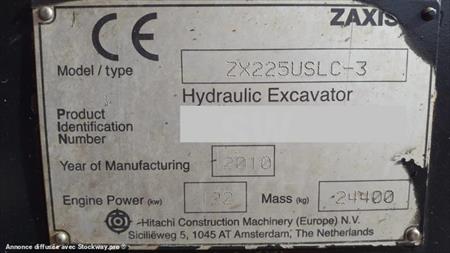 ZAXIS
CE
Model / type ZX225USLC-3
Hydraulic Excavator
Product
Identification
Number
Year of Manufacturing 2010
Engine Power (kw) Mass (kg) 24400
Hitachi Construction Machinery (Europe) N.V.
Siciliëweg 5, 1045 AT Amsterdam, The Netherlands
Annonce diffusée avec Stockway.pro ©